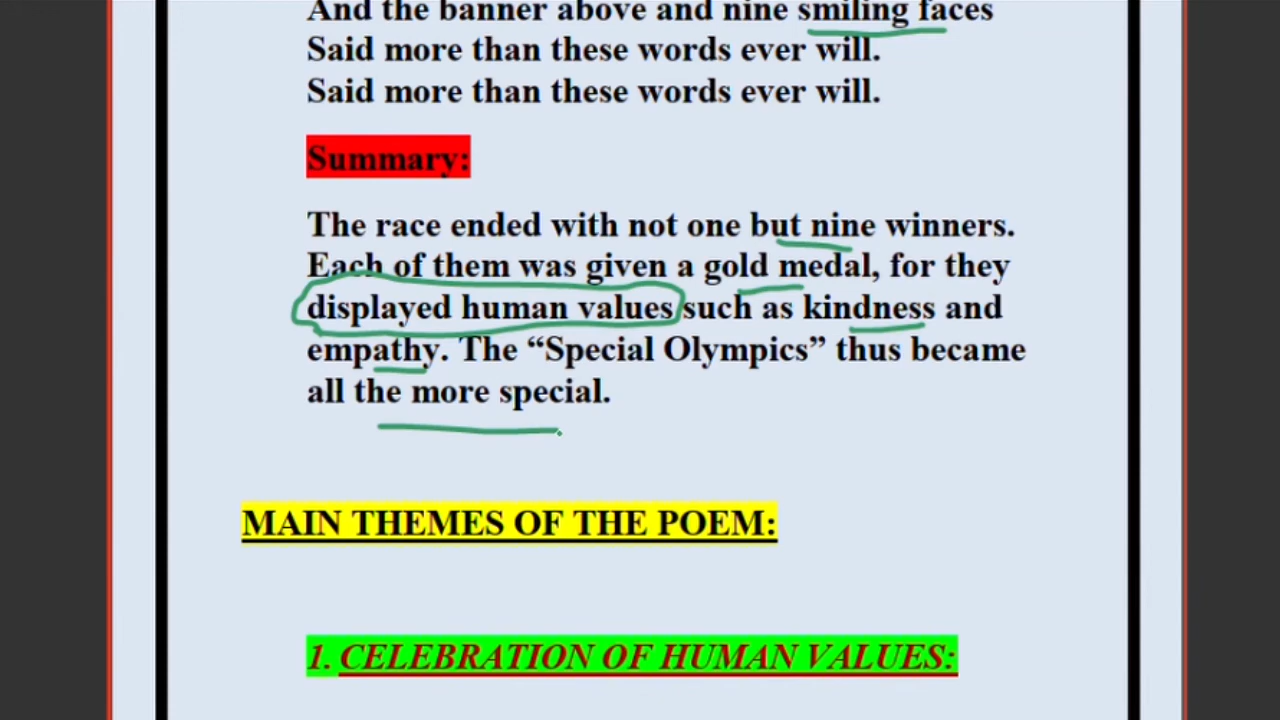 And the banner above and nine smiling faces
Said more than these words ever will.
Said more than these words ever will.
Summary:
The race ended with not one but nine winners.
Each of them was given a gold medal, for they
displayed human values such as kindness and
empathy. The “Special Olympics” thus became
all the more special.
MAIN THEMES OF THE POEM:
1. CELEBRATION OF HUMAN VALUES: